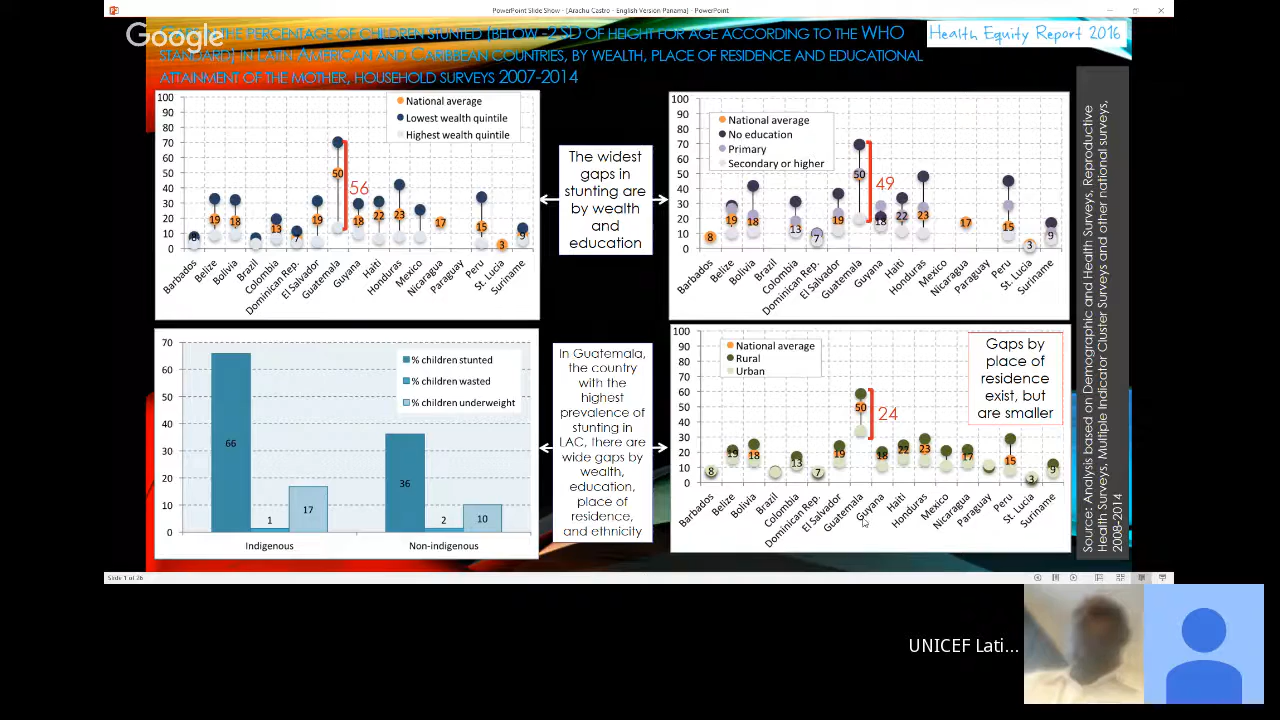 PowerPoint Slide Show - [Arachu Castro - English Version Panama] - PowerPoint
Google
THE PERCENTAGE OF CHILDREN STUNTED (BELOW -2 SD OF HEIGHT FOR AGE ACCORDING TO THE WHO
STANDARD) IN LATIN AMERICAN AND CARIBBEAN COUNTRIES, BY WEALTH, PLACE OF RESIDENCE AND EDUCATIONAL
ATTAINMENT OF THE MOTHER, HOUSEHOLD SURVEYS 2007-2014
Health Equity Report 2016
100
90
80
70
60
50
40
30
20
10
0
National average
Lowest wealth quintile
Highest wealth quintile
8
19
18
13
7
19
50
56
18
22
23
17
15
3
9
Barbados
Belize
Bolivia
Brazil
Colombia
Dominican Rep.
El Salvador
Guatemala
Guyana
Haiti
Honduras
Mexico
Nicaragua
Paraguay
Peru
St. Lucia
Suriname
The widest
gaps in
stunting are
by wealth
and
education
100
90
80
70
60
50
40
30
20
10
0
National average
No education
Primary
Secondary or higher
8
19
18
13
7
19
50
49
18
22
23
17
15
3
9
Barbados
Belize
Bolivia
Brazil
Colombia
Dominican Rep.
El Salvador
Guatemala
Guyana
Haiti
Honduras
Mexico
Nicaragua
Paraguay
Peru
St. Lucia
Suriname
70
60
50
40
30
20
10
0
% children stunted
% children wasted
% children underweight
66
1
17
36
2
10
Indigenous
Non-indigenous
In Guatemala,
the country
with the
highest
prevalence of
stunting in
LAC, there are
wide gaps by
wealth,
education,
place of
residence,
and ethnicity
100
90
80
70
60
50
40
30
20
10
0
National average
Rural
Urban
Gaps by
place of
residence
exist, but
are smaller
8
19
18
13
7
19
50
24
18
22
23
17
15
3
9
Barbados
Belize
Bolivia
Brazil
Colombia
Dominican Rep.
El Salvador
Guatemala
Guyana
Haiti
Honduras
Mexico
Nicaragua
Paraguay
Peru
St. Lucia
Suriname
Source: Analysis based on Demographic and Health Surveys, Reproductive
Health Surveys, Multiple Indicator Cluster Surveys and other national surveys,
2008-2014
Slide 1 of 26
UNICEF Lati...